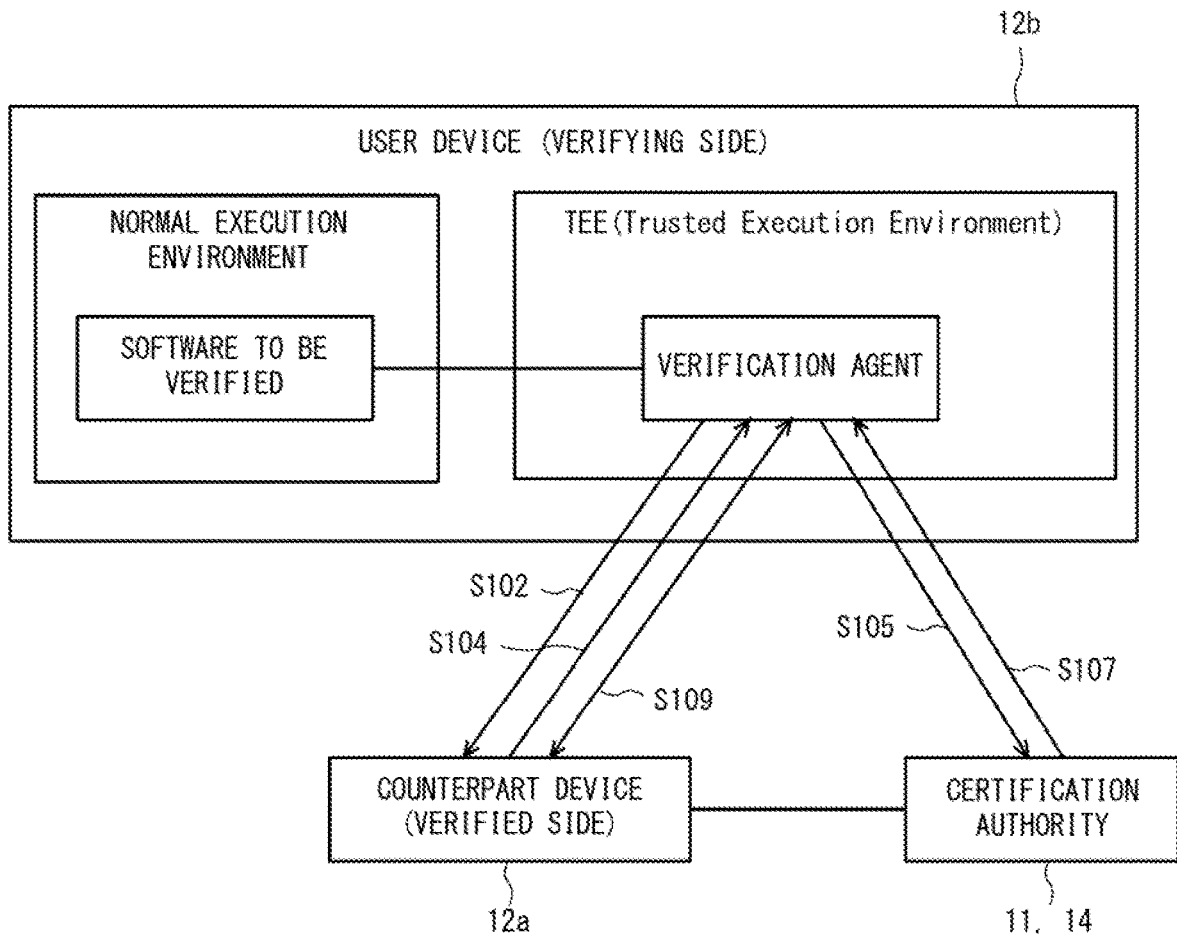 12b
USER DEVICE (VERIFYING SIDE)
NORMAL EXECUTION
ENVIRONMENT
TEE(Trusted Execution Environment)
SOFTWARE TO BE
VERIFIED
VERIFICATION AGENT
S102
S104
S109
S105
S107
COUNTERPART DEVICE
(VERIFIED SIDE)
CERTIFICATION
AUTHORITY
12a
11, 14